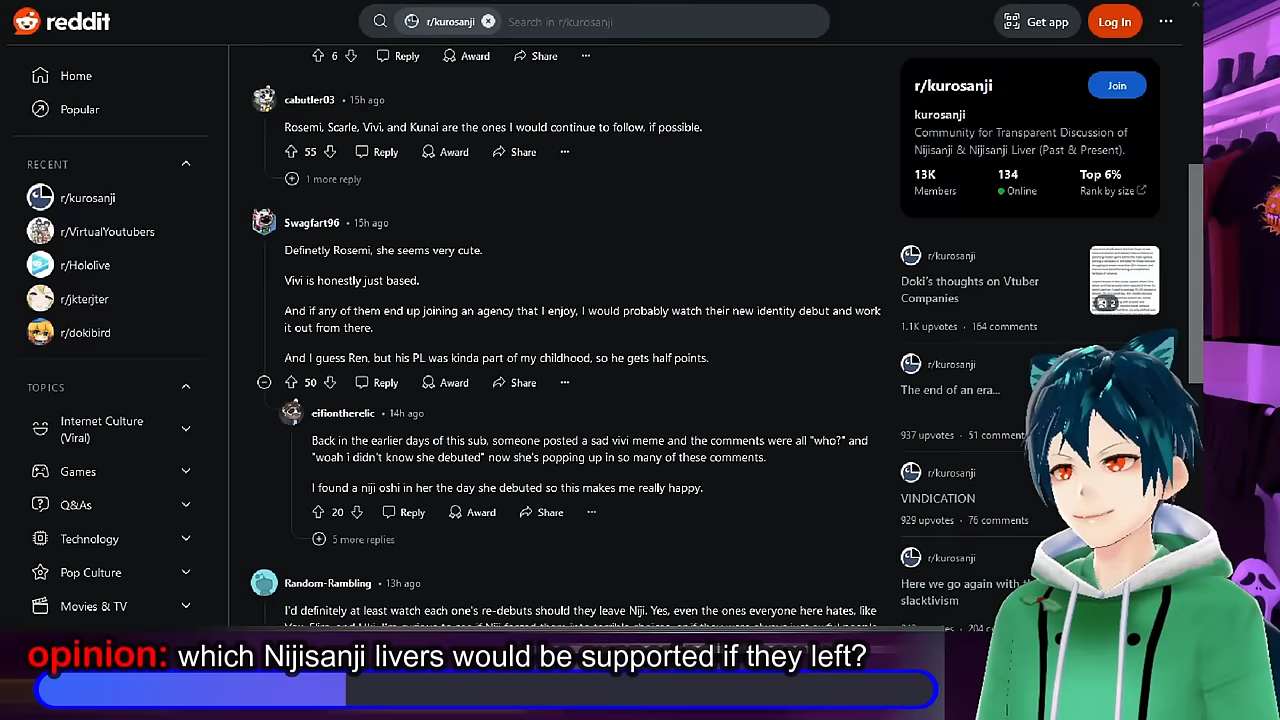 reddit
r/kurosanji
Search in r/kurosanji
Get app
Log In
Home
Popular
RECENT
r/kurosanji
r/VirtualYoutubers
r/Hololive
r/jkterjter
r/dokibird
TOPICS
Internet Culture
(Viral)
Games
Q&As
Technology
Pop Culture
Movies & TV
6
Reply
Award
Share
cabutler03 • 15h ago
Rosemi, Scarle, Vivi, and Kunai are the ones I would continue to follow, if possible.
55
Reply
Award
Share
1 more reply
Swagfart96 • 15h ago
Definetly Rosemi, she seems very cute.
Vivi is honestly just based.
And if any of them end up joining an agency that I enjoy, I would probably watch their new identity debut and work
it out from there.
And I guess Ren, but his PL was kinda part of my childhood, so he gets half points.
50
Reply
Award
Share
eifiontherelic • 14h ago
Back in the earlier days of this sub, someone posted a sad vivi meme and the comments were all "who?" and
"woah i didn't know she debuted" now she's popping up in so many of these comments.
I found a niji oshi in her the day she debuted so this makes me really happy.
20
Reply
Award
Share
5 more replies
Random-Rambling • 13h ago
I'd definitely at least watch each one's re-debuts should they leave Niji. Yes, even the ones everyone here hates, like
r/kurosanji
Join
kurosanji
Community for Transparent Discussion of
Nijisanji & Nijisanji Liver (Past & Present).
13K
Members
134
Online
Top 6%
Rank by size
r/kurosanji
Doki's thoughts on Vtuber
Companies
1.1K upvotes • 164 comments
r/kurosanji
The end of an era...
937 upvotes • 51 comment
r/kurosanji
VINDICATION
929 upvotes • 76 comments
r/kurosanji
Here we go again with
slacktivism
opinion: which Nijisanji livers would be supported if they left?